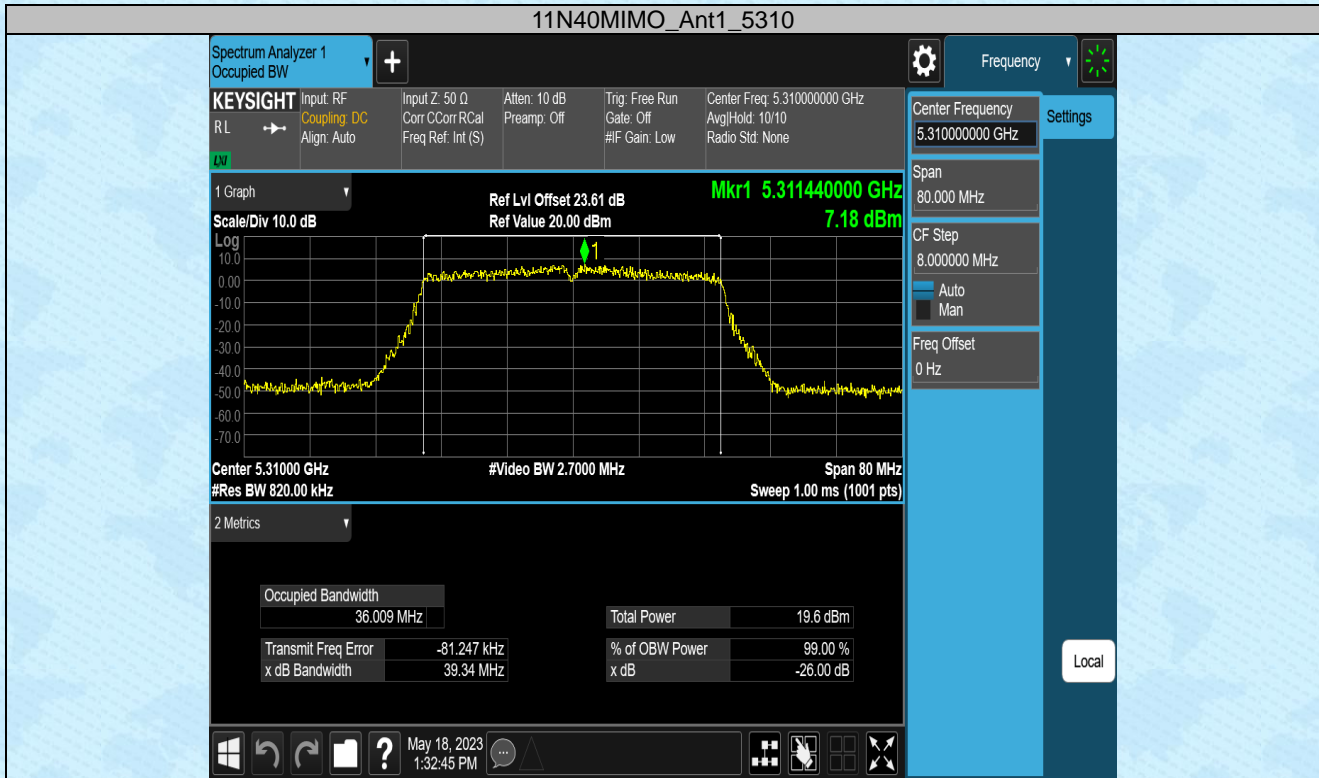 11N40MIMO_Ant1_5310
Spectrum Analyzer 1
Occupied BW
+
Frequency
KEYSIGHT
RL
LXI
Input: RF
Coupling: DC
Align: Auto
Input Z: 50 Ω
Corr CCorr RCal
Freq Ref: Int (S)
Atten: 10 dB
Preamp: Off
Trig: Free Run
Gate: Off
#IF Gain: Low
Center Freq: 5.310000000 GHz
Avg|Hold: 10/10
Radio Std: None
Center Frequency
5.310000000 GHz
Settings
Span
80.000 MHz
CF Step
8.000000 MHz
Auto
Man
Freq Offset
0 Hz
Local
1 Graph
Scale/Div 10.0 dB
Ref Lvl Offset 23.61 dB
Ref Value 20.00 dBm
Mkr1 5.311440000 GHz
7.18 dBm
Log
10.0
0.00
-10.0
-20.0
-30.0
-40.0
-50.0
-60.0
-70.0
1
Center 5.31000 GHz
#Res BW 820.00 kHz
#Video BW 2.7000 MHz
Span 80 MHz
Sweep 1.00 ms (1001 pts)
2 Metrics
Occupied Bandwidth
36.009 MHz
Total Power 19.6 dBm
Transmit Freq Error -81.247 kHz
% of OBW Power 99.00 %
x dB Bandwidth 39.34 MHz
x dB -26.00 dB
?
May 18, 2023
1:32:45 PM